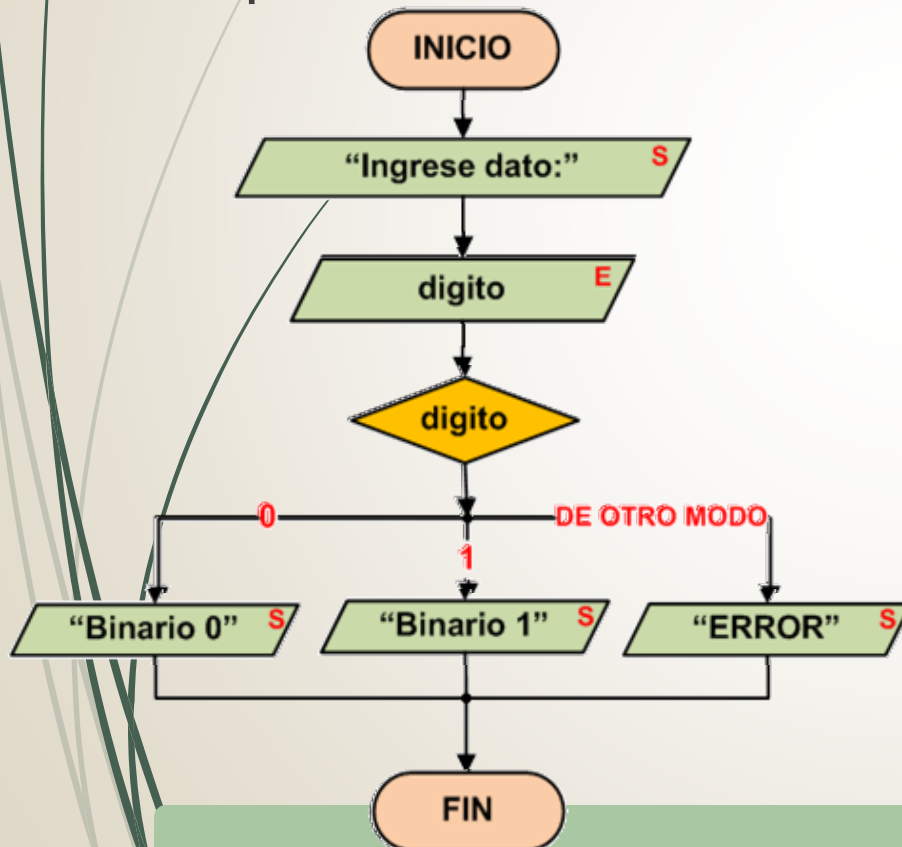 INICIO
“Ingrese dato:” S
digito E
digito
0 DE OTRO MODO
1
“Binario 0” S “Binario 1” S “ERROR” S
FIN